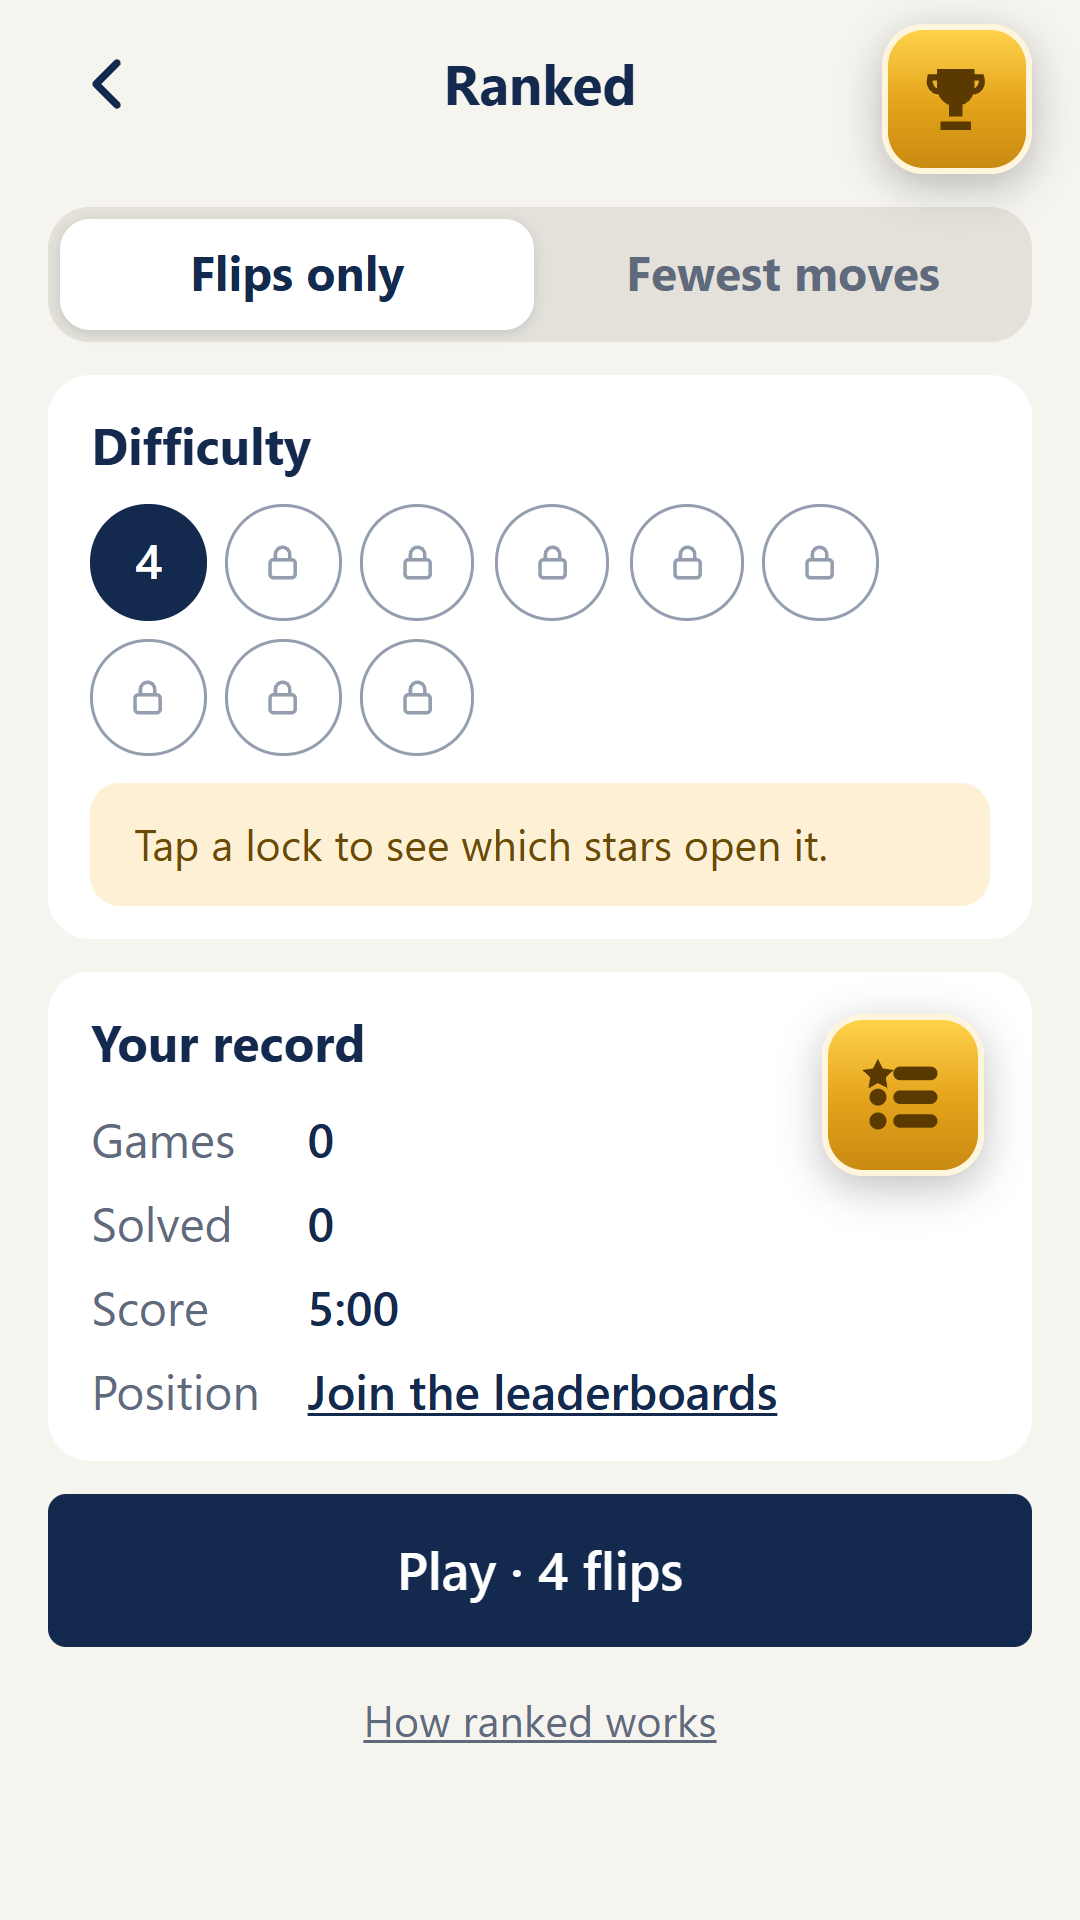 Ranked
Flips only
Fewest moves
Difficulty
4
Tap a lock to see which stars open it.
Your record
Games 0
Solved 0
Score 5:00
Position Join the leaderboards
Play · 4 flips
How ranked works